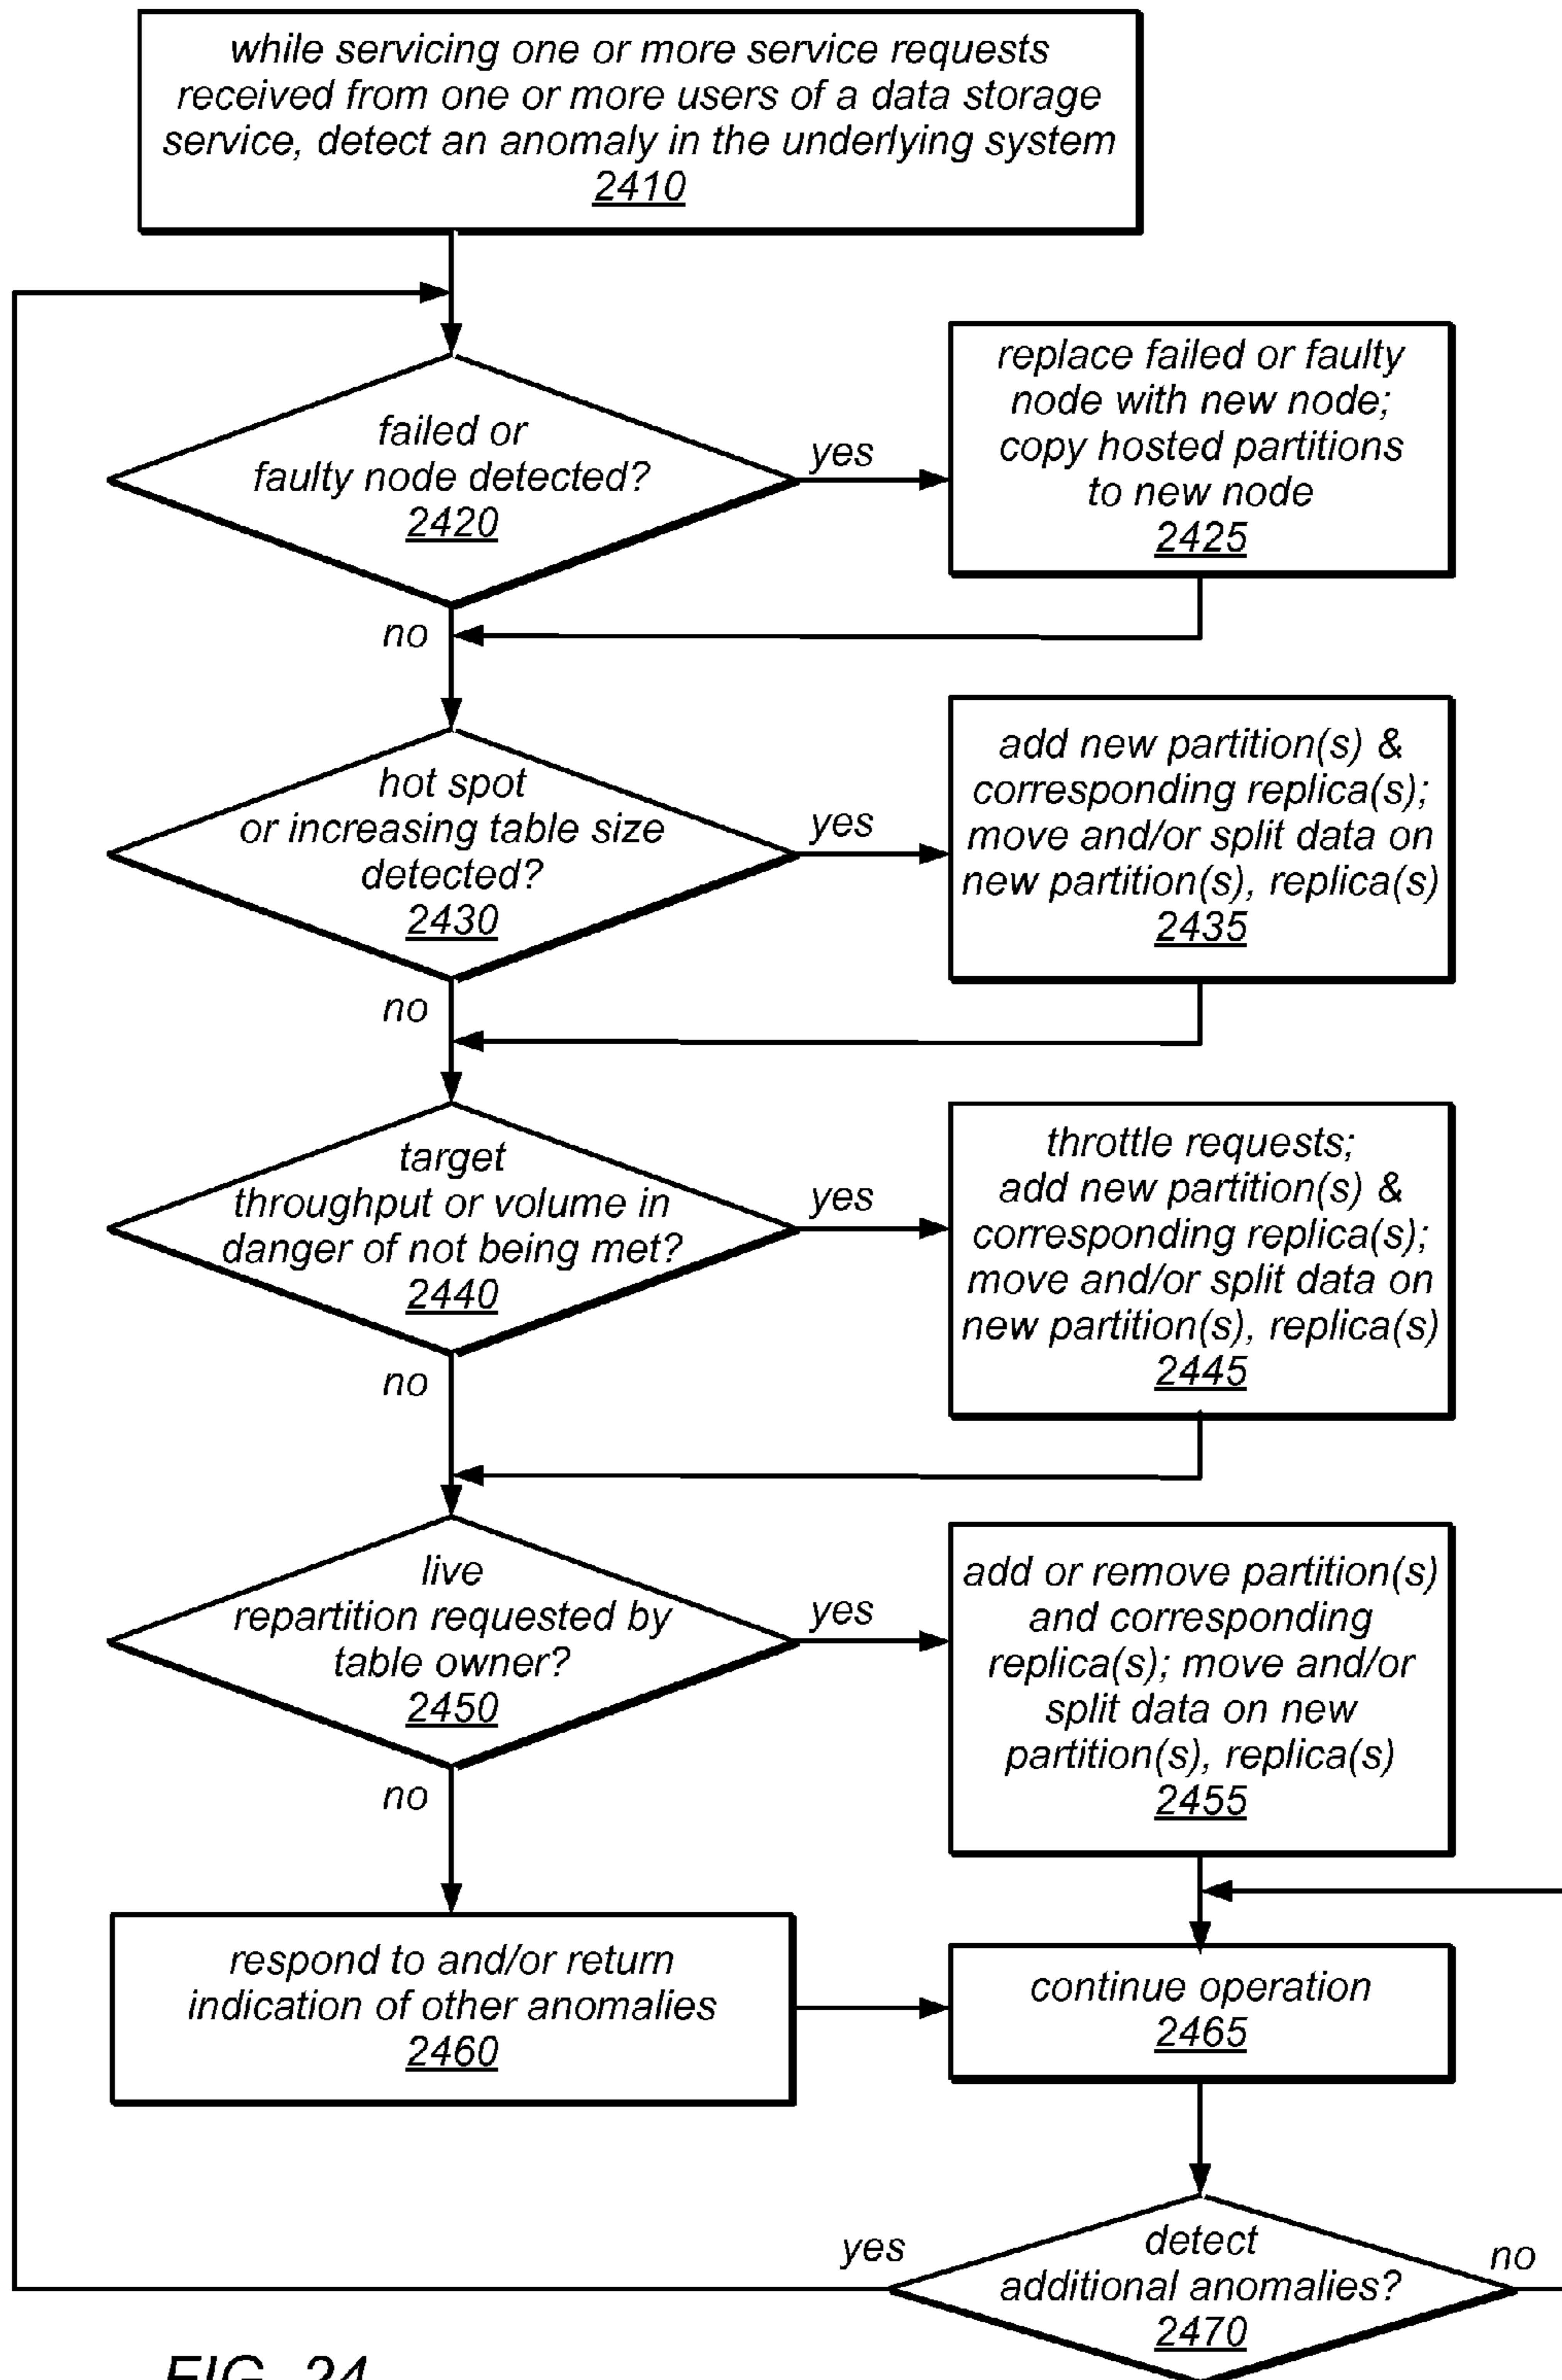 while servicing one or more service requests
received from one or more users of a data storage
service, detect an anomaly in the underlying system
2410
failed or
faulty node detected?
2420
yes
replace failed or faulty
node with new node;
copy hosted partitions
to new node
2425
no
hot spot
or increasing table size
detected?
2430
yes
add new partition(s) &
corresponding replica(s);
move and/or split data on
new partition(s), replica(s)
2435
no
target
throughput or volume in
danger of not being met?
2440
yes
throttle requests;
add new partition(s) &
corresponding replica(s);
move and/or split data on
new partition(s), replica(s)
2445
no
live
repartition requested by
table owner?
2450
yes
add or remove partition(s)
and corresponding
replica(s); move and/or
split data on new
partition(s), replica(s)
2455
no
respond to and/or return
indication of other anomalies
2460
continue operation
2465
yes
detect
additional anomalies?
2470
no
FIG. 24